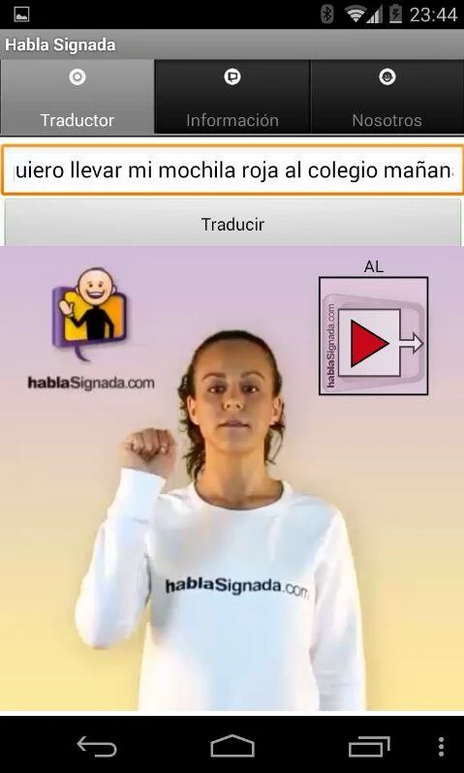 23:44
Habla Signada
Traductor Información Nosotros
uiero llevar mi mochila roja al colegio mañan
Traducir
AL
hablaSignada.com
hablaSignada.com
hablaSignada.com